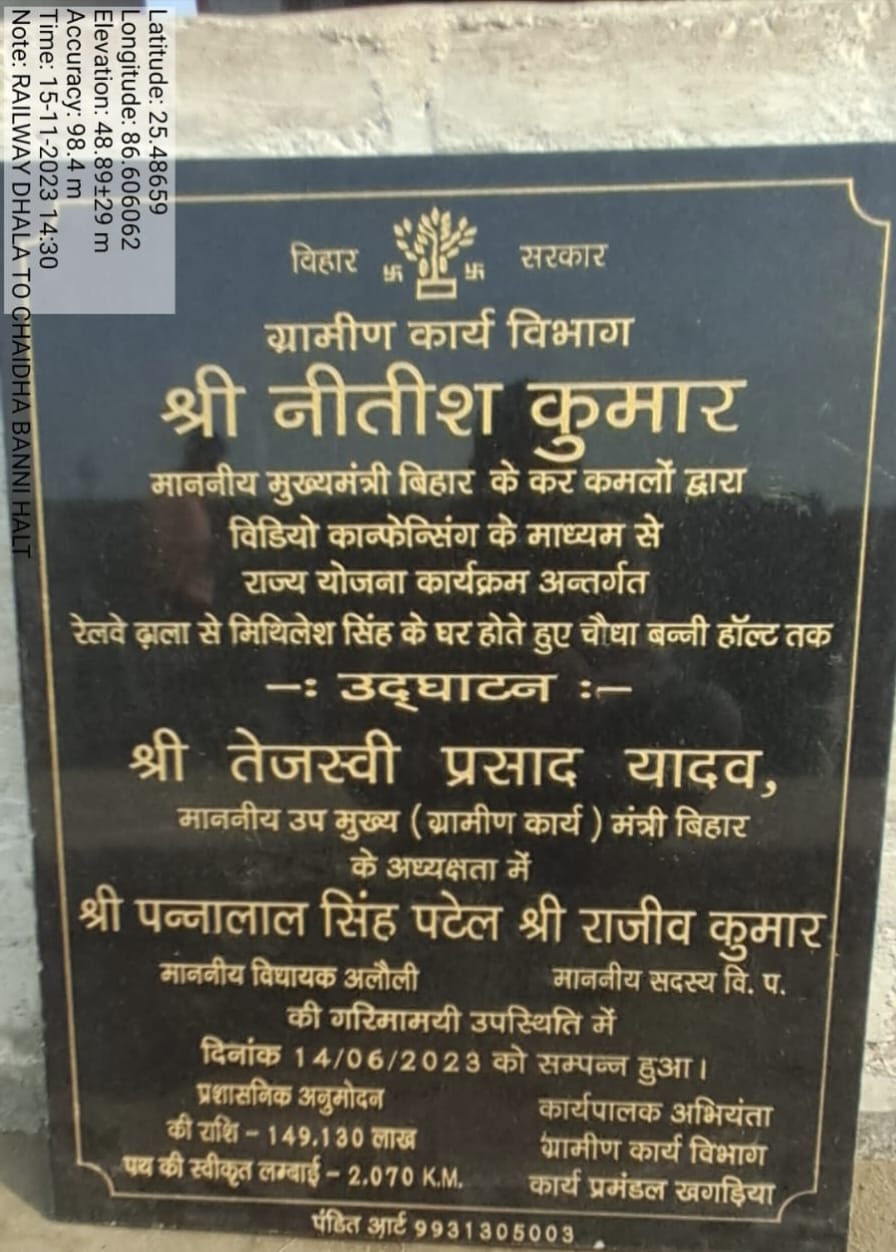 Latitude: 25.48659
Longitude: 86.606062
Elevation: 48.89±29 m
Accuracy: 98.4 m
Time: 15-11-2023 14:30
Note: RAILWAY DHALA TO CHAIDHA BANNI HALT
विहार सरकार
ग्रामीण कार्य विभाग
श्री नीतीश कुमार
माननीय मुख्यमंत्री बिहार के कर कमलों द्वारा
विडियो कान्फेन्सिंग के माध्यम से
राज्य योजना कार्यक्रम अन्तर्गत
रेलवे ढ़ाला से मिथिलेश सिंह के घर होते हुए चौधा बन्नी हॉल्ट तक
–: उद्घाटन :–
श्री तेजस्वी प्रसाद यादव,
माननीय उप मुख्य ( ग्रामीण कार्य ) मंत्री बिहार
के अध्यक्षता में
श्री पन्नालाल सिंह पटेल श्री राजीव कुमार
माननीय विधायक अलौली माननीय सदस्य वि. प.
की गरिमामयी उपस्थिति में
दिनांक 14/06/2023 को सम्पन्न हुआ।
प्रशासनिक अनुमोदन
की राशि – 149.130 लाख
पथ की स्वीकृत लम्बाई – 2.070 K.M.
कार्यपालक अभियंता
ग्रामीण कार्य विभाग
कार्य प्रमंडल खगड़िया
पंडित आर्ट 9931305003